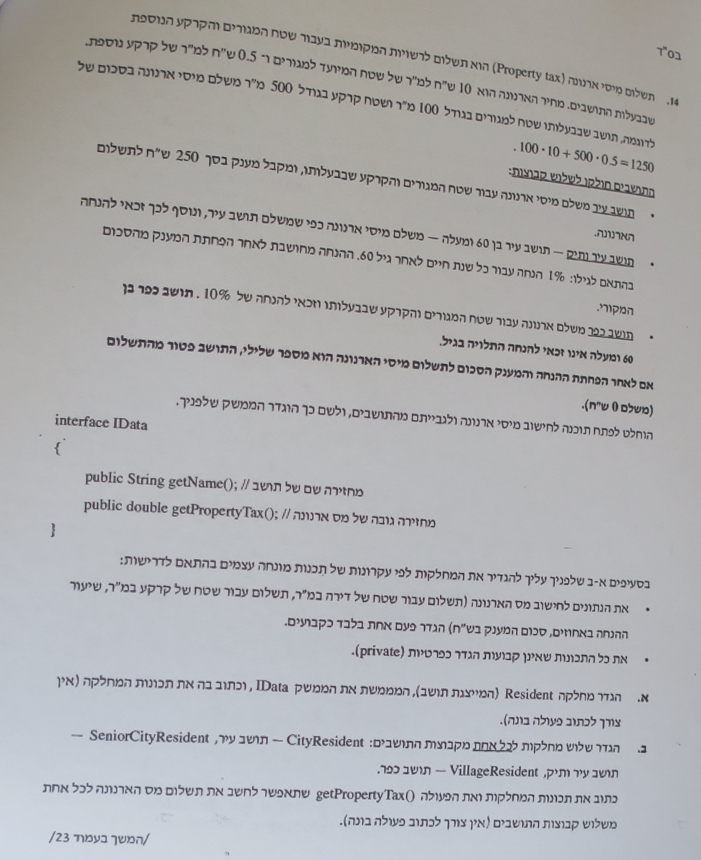 בס"ד
14. תשלום מיסי ארנונה (Property tax) הוא תשלום לרשויות המקומיות בעבור שטח המגורים והקרקע הנוספת
שבבעלות התושבים. מחיר הארנונה הוא 10 ש"ח למ"ר של שטח המיועד למגורים ו- 0.5 ש"ח למ"ר של קרקע נוספת.
לדוגמה, תושב שבבעלותו שטח למגורים בגודל 100 מ"ר ושטח קרקע בגודל 500 מ"ר משלם מיסי ארנונה בסכום של
100 · 10 + 500 · 0.5 = 1250 .
התושבים חולקו לשלוש קבוצות:
• תושב עיר משלם מיסי ארנונה עבור שטח המגורים והקרקע שבבעלותו, ומקבל מענק בסך 250 ש"ח לתשלום
הארנונה.
• תושב עיר ותיק – תושב עיר בן 60 ומעלה – משלם מיסי ארנונה כפי שמשלם תושב עיר, ונוסף לכך זכאי להנחה
בהתאם לגילו: 1% הנחה עבור כל שנת חיים לאחר גיל 60. ההנחה מחושבת לאחר הפחתת המענק מהסכום
המקורי.
• תושב כפר משלם ארנונה עבור שטח המגורים והקרקע שבבעלותו וזכאי להנחה של 10% . תושב כפר בן
60 ומעלה אינו זכאי להנחה התלויה בגיל.
אם לאחר הפחתת ההנחה והמענק הסכום לתשלום מיסי הארנונה הוא מספר שלילי, התושב פטור מהתשלום
(משלם 0 ש"ח).
הוחלט לפתח תוכנה לחישוב מיסי ארנונה ולגבייתם מהתושבים, ולשם כך הוגדר הממשק שלפניך.
interface IData
{
public String getName(); // מחזירה שם של תושב
public double getPropertyTax(); // מחזירה גובה של מס ארנונה
}
בסעיפים א-ב שלפניך עליך להגדיר את המחלקות לפי עקרונות של תכנות מונחה עצמים בהתאם לדרישות:
• את הנתונים לחישוב מס הארנונה (תשלום עבור שטח של דירה במ"ר, תשלום עבור שטח של קרקע במ"ר, שיעור
ההנחה באחוזים, סכום המענק בש"ח) הגדר פעם אחת בלבד כקבועים.
• את כל התכונות שאינן קבועות הגדר כפרטיות (private).
א. הגדר מחלקה Resident (המייצגת תושב), המממשת את הממשק IData , וכתוב בה את תכונות המחלקה (אין
צורך לכתוב פעולה בונה).
ב. הגדר שלוש מחלקות לכל אחת מקבוצות התושבים: CityResident – תושב עיר, SeniorCityResident –
תושב עיר ותיק, VillageResident – תושב כפר.
כתוב את תכונות המחלקות ואת הפעולה getPropertyTax() שתאפשר לחשב את תשלום מס הארנונה לכל אחת
משלוש קבוצות התושבים (אין צורך לכתוב פעולה בונה).
/המשך בעמוד 23/